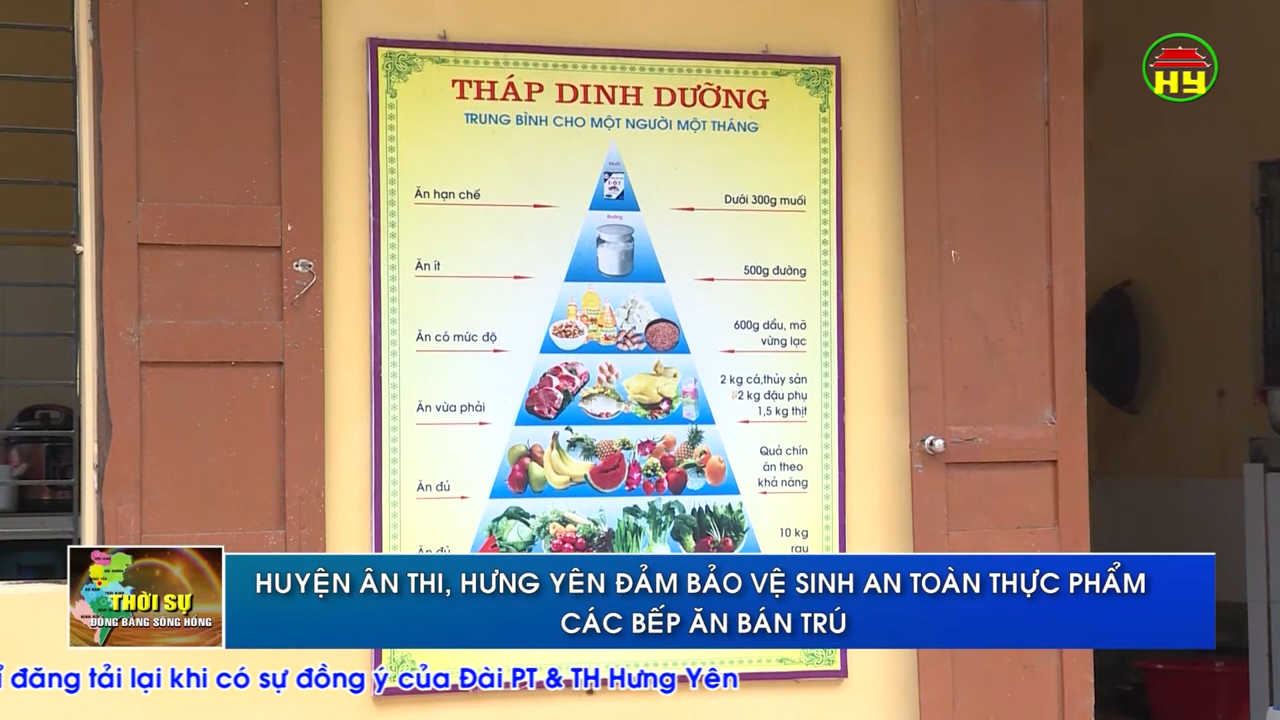 HY
THÁP DINH DƯỠNG
TRUNG BÌNH CHO MỘT NGƯỜI MỘT THÁNG
Muối
Ăn hạn chế
Dưới 300g muối
Đường
Ăn ít
500g đường
Ăn có mức độ
600g dầu, mỡ
vừng lạc
Ăn vừa phải
2 kg cá,thủy sản
2 kg đậu phụ
1,5 kg thịt
Ăn đủ
Quả chín
ăn theo
khả năng
Ăn đủ
10 kg
rau
THỜI SỰ
ĐỒNG BẰNG SÔNG HỒNG
HUYỆN ÂN THI, HƯNG YÊN ĐẢM BẢO VỆ SINH AN TOÀN THỰC PHẨM
CÁC BẾP ĂN BÁN TRÚ
đăng tải lại khi có sự đồng ý của Đài PT & TH Hưng Yên